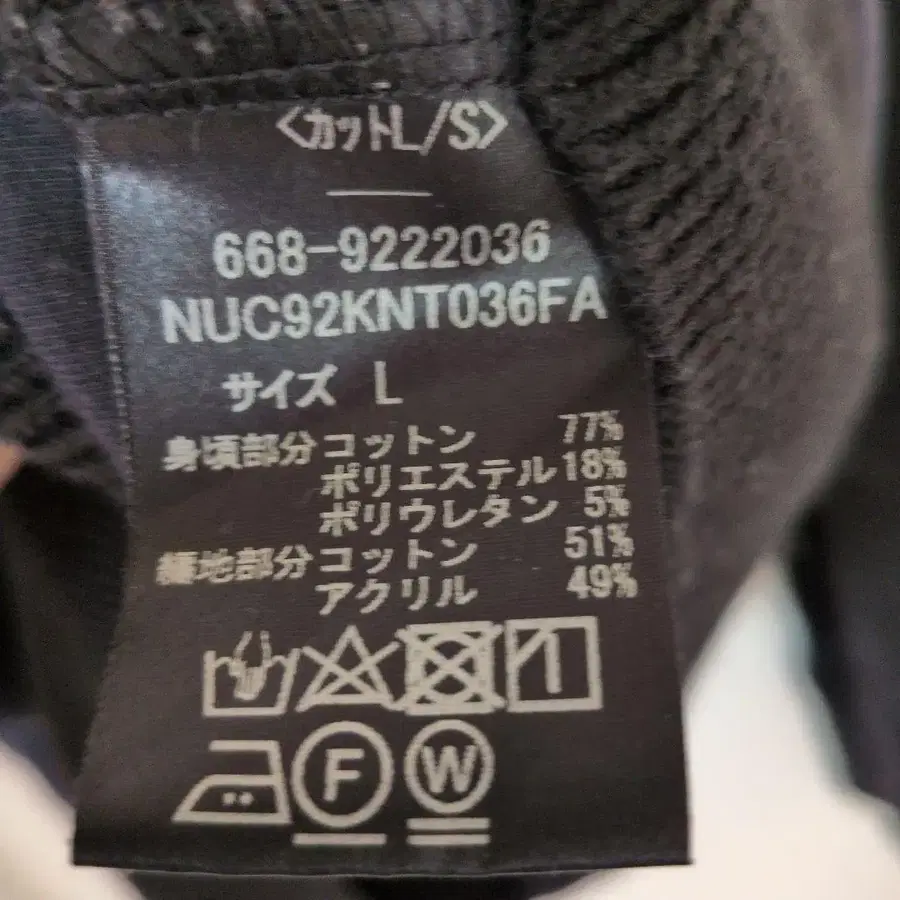 <カットL/S>
668-9222036
NUC92KNT036FA
サイズ L
身頃部分 コットン 77%
ポリエステル 18%
ポリウレタン 5%
編地部分 コットン 51%
アクリル 49%
F W